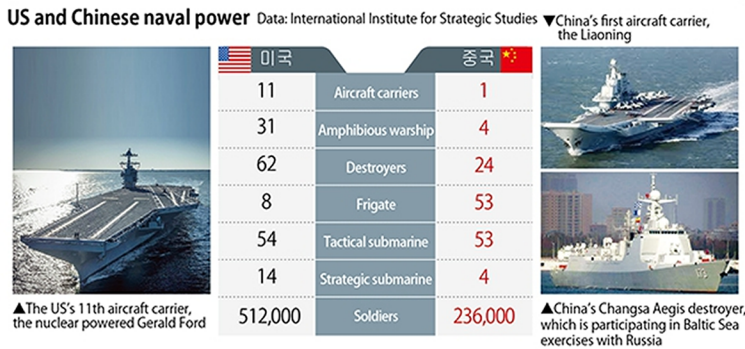 US and Chinese naval power Data: International Institute for Strategic Studies
▼China's first aircraft carrier,
the Liaoning
미국 중국
11 Aircraft carriers 1
31 Amphibious warship 4
62 Destroyers 24
8 Frigate 53
54 Tactical submarine 53
14 Strategic submarine 4
512,000 Soldiers 236,000
▲The US's 11th aircraft carrier,
the nuclear powered Gerald Ford
173
▲China's Changsa Aegis destroyer,
which is participating in Baltic Sea
exercises with Russia